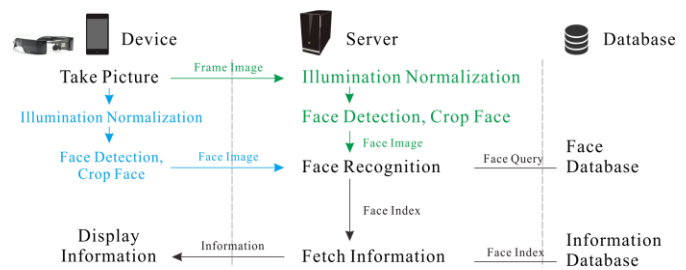 Device
Server
Database
Take Picture
Frame Image
Illumination Normalization
Illumination Normalization
Face Detection, Crop Face
Face Image
Face Detection,
Crop Face
Face Image
Face Recognition
Face Query
Face
Database
Face Index
Display
Information
Information
Fetch Information
Face Index
Information
Database